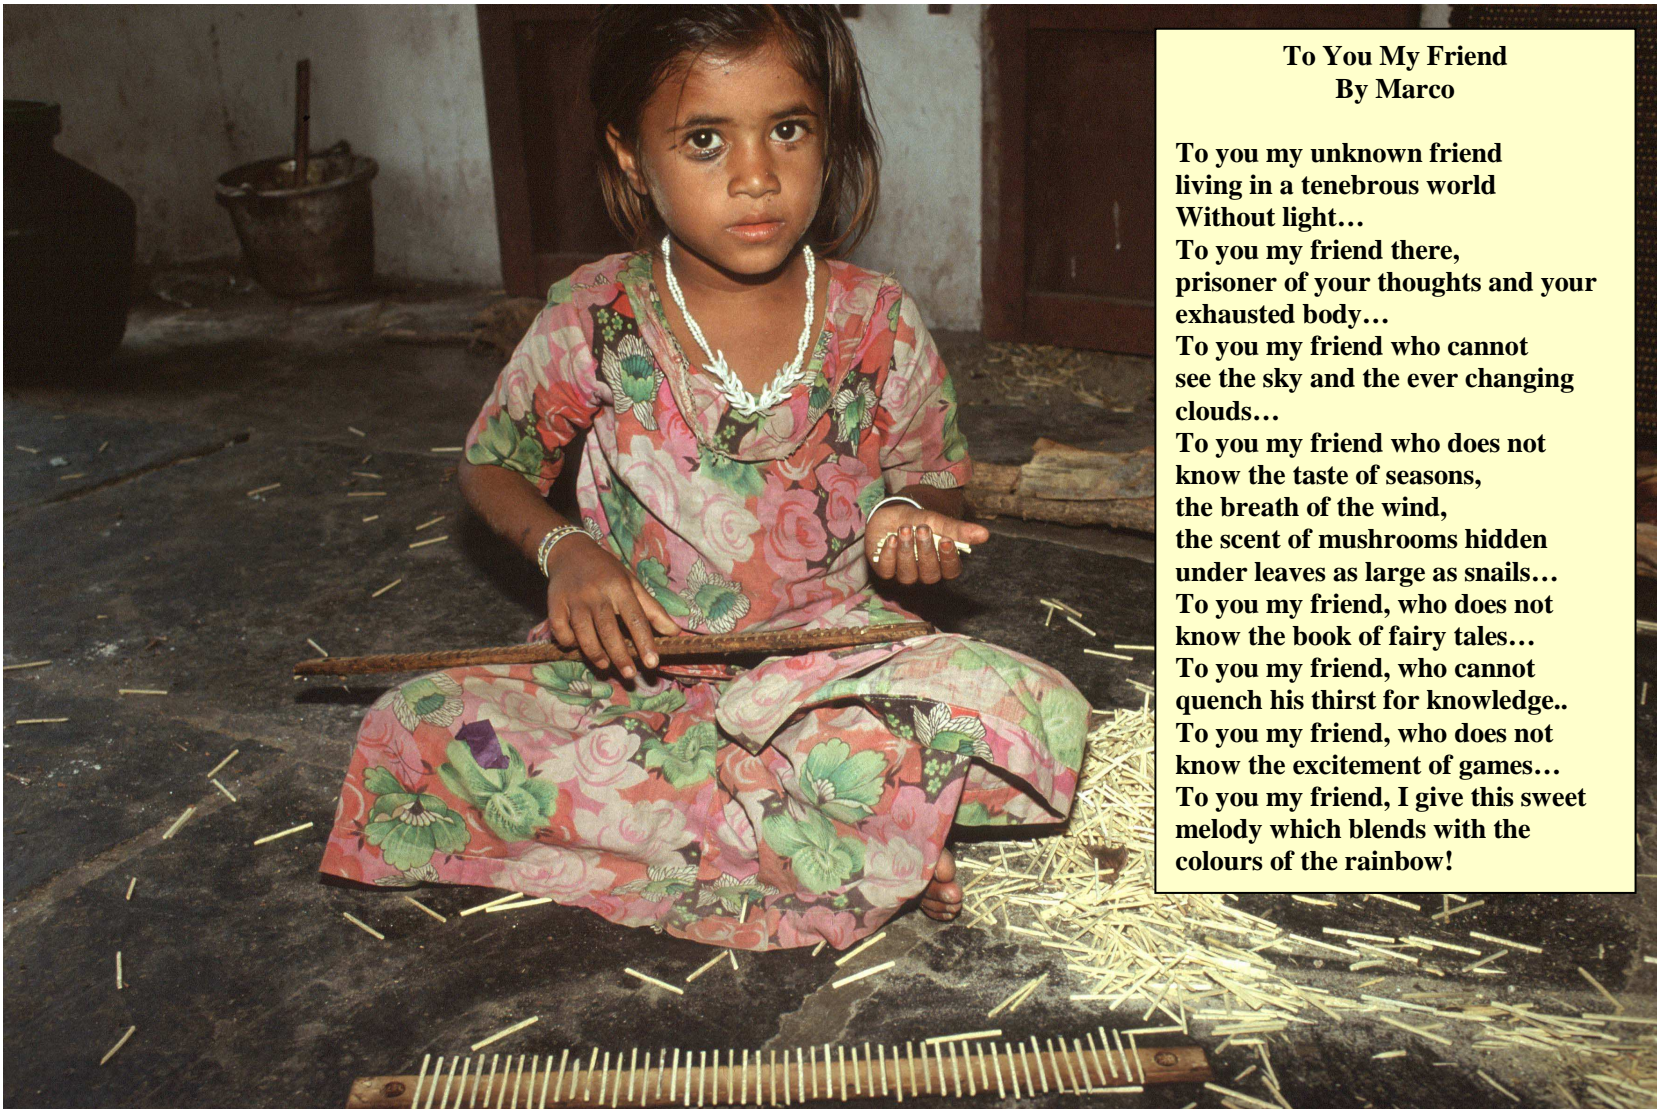 To You My Friend
By Marco
To you my unknown friend
living in a tenebrous world
Without light…
To you my friend there,
prisoner of your thoughts and your
exhausted body…
To you my friend who cannot
see the sky and the ever changing
clouds…
To you my friend who does not
know the taste of seasons,
the breath of the wind,
the scent of mushrooms hidden
under leaves as large as snails…
To you my friend, who does not
know the book of fairy tales…
To you my friend, who cannot
quench his thirst for knowledge..
To you my friend, who does not
know the excitement of games…
To you my friend, I give this sweet
melody which blends with the
colours of the rainbow!